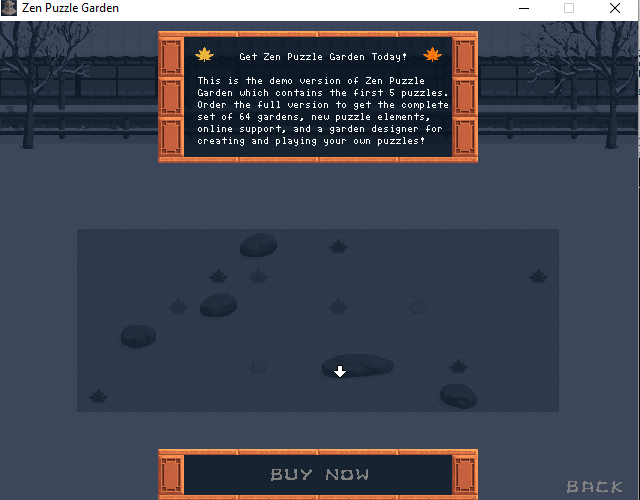 Zen Puzzle Garden
Get Zen Puzzle Garden Today!
This is the demo version of Zen Puzzle
Garden which contains the first 5 puzzles.
Order the full version to get the complete
set of 64 gardens, new puzzle elements,
online support, and a garden designer for
creating and playing your own puzzles!
BUY NOW
BACK